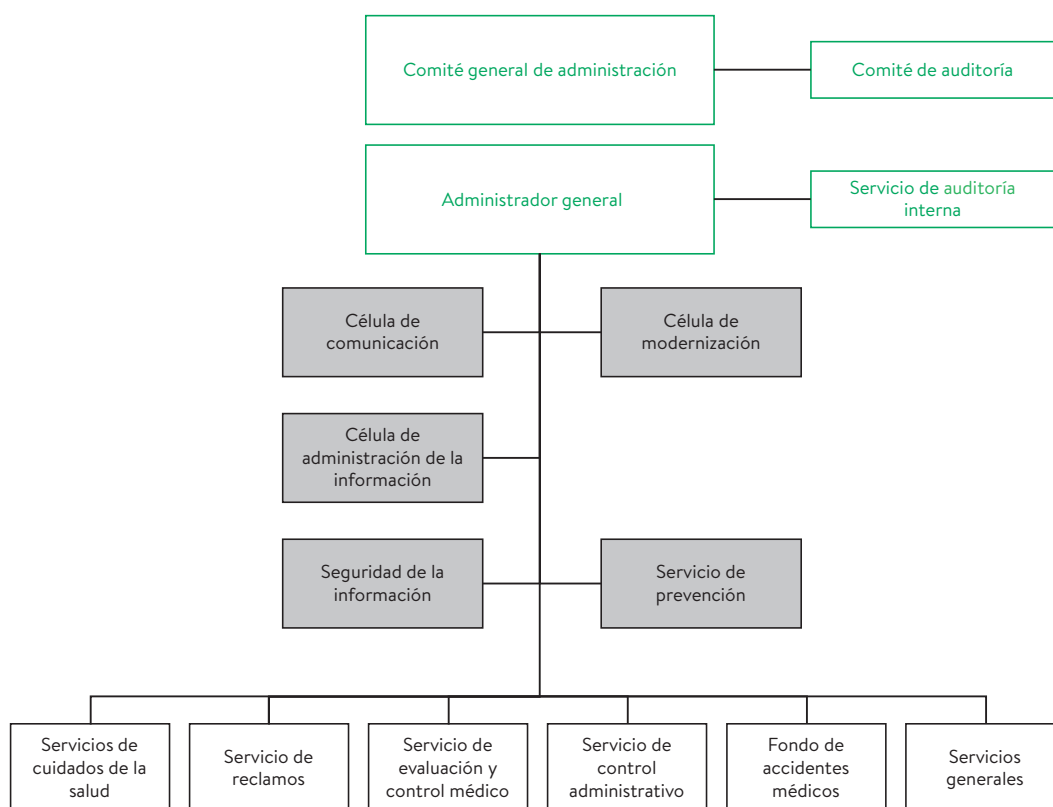 Comité general de administración
Comité de auditoría
Administrador general
Servicio de auditoría
interna
Célula de
comunicación
Célula de
modernización
Célula de
administración de la
información
Seguridad de la
información
Servicio de
prevención
Servicios de
cuidados de la
salud
Servicio de
reclamos
Servicio de
evaluación y
control médico
Servicio de
control
administrativo
Fondo de
accidentes
médicos
Servicios
generales